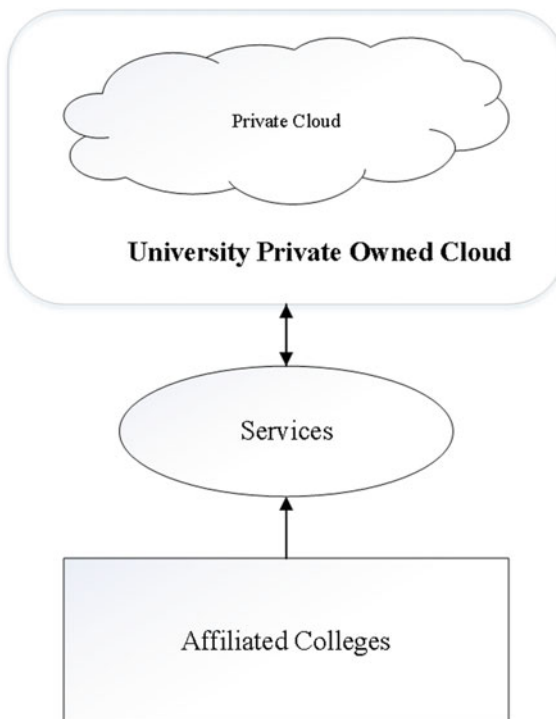 Private Cloud
University Private Owned Cloud
Services
Affiliated Colleges